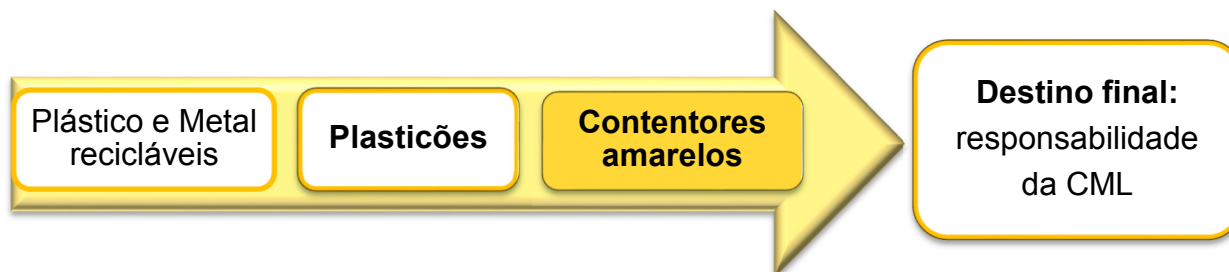 Plástico e Metal
recicláveis
Plasticões
Contentores
amarelos
Destino final:
responsabilidade
da CML